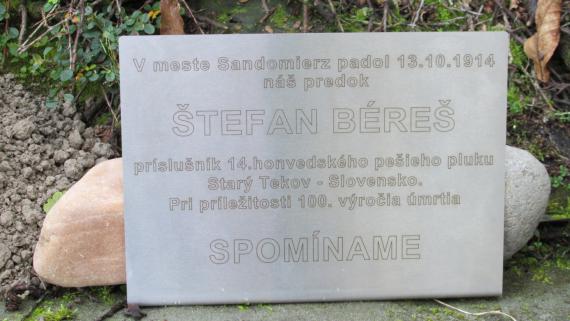 V meste Sandomierz padol 13.10.1914
náš predok
ŠTEFAN BÉREŠ
príslušník 14.honvedského pešieho pluku
Starý Tekov - Slovensko.
Pri príležitosti 100. výročia úmrtia
SPOMÍNAME